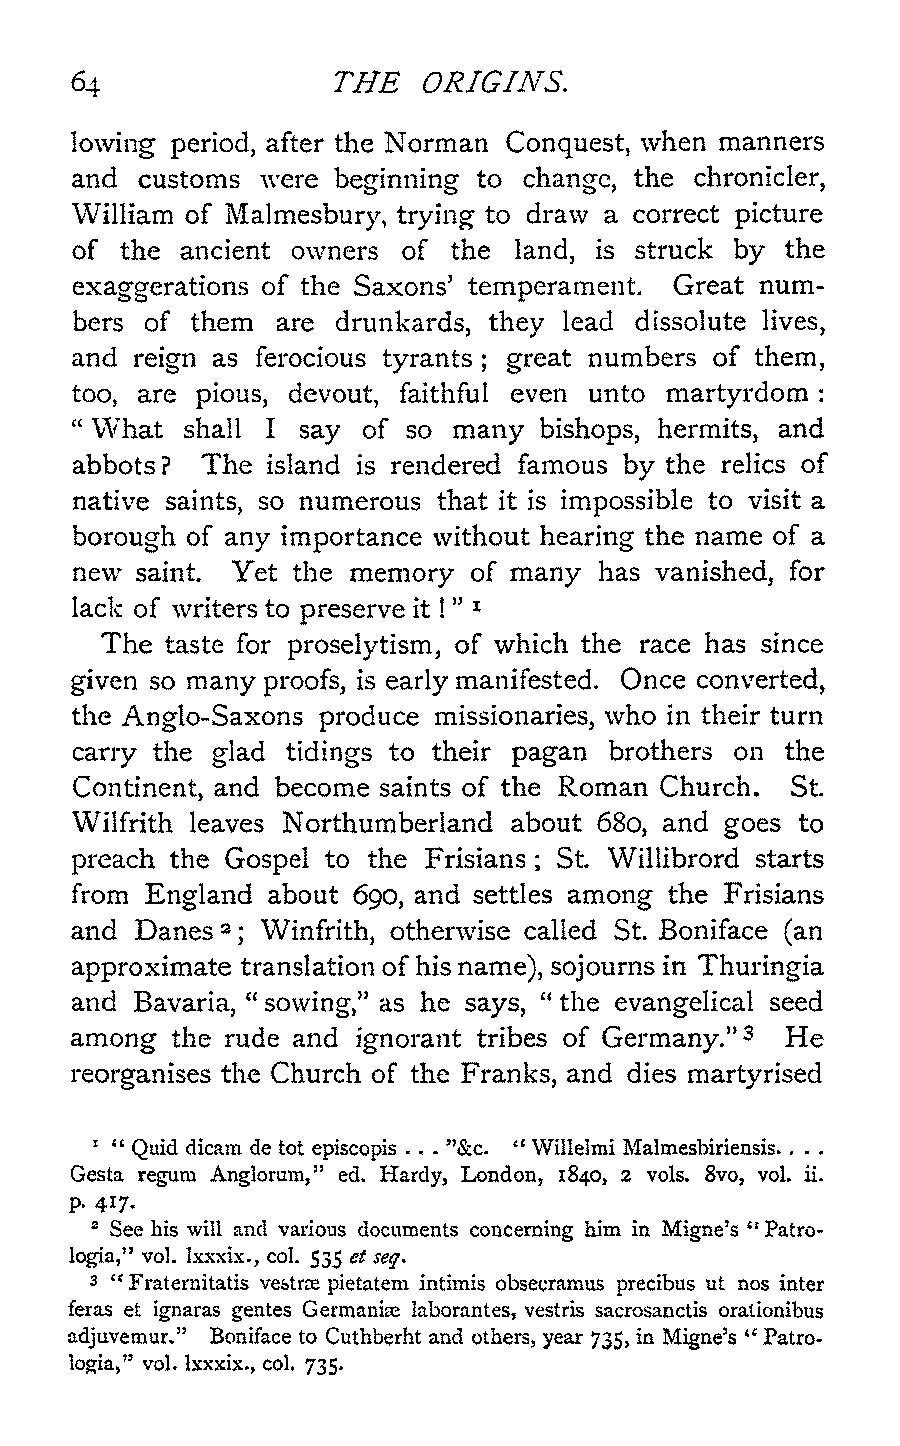 64 THE ORIGINS.
lowing period, after the Norman Conquest, when manners
and customs were beginning to change, the chronicler,
William of Malmesbury, trying to draw a correct picture
of the ancient owners of the land, is struck by the
exaggerations of the Saxons' temperament. Great num-
bers of them are drunkards, they lead dissolute lives,
and reign as ferocious tyrants ; great numbers of them,
too, are pious, devout, faithful even unto martyrdom :
“ What shall I say of so many bishops, hermits, and
abbots? The island is rendered famous by the relics of
native saints, so numerous that it is impossible to visit a
borough of any importance without hearing the name of a
new saint. Yet the memory of many has vanished, for
lack of writers to preserve it ! ” 1
The taste for proselytism, of which the race has since
given so many proofs, is early manifested. Once converted,
the Anglo-Saxons produce missionaries, who in their turn
carry the glad tidings to their pagan brothers on the
Continent, and become saints of the Roman Church. St.
Wilfrith leaves Northumberland about 680, and goes to
preach the Gospel to the Frisians ; St. Willibrord starts
from England about 690, and settles among the Frisians
and Danes 2 ; Winfrith, otherwise called St. Boniface (an
approximate translation of his name), sojourns in Thuringia
and Bavaria, “ sowing,” as he says, “ the evangelical seed
among the rude and ignorant tribes of Germany.” 3 He
reorganises the Church of the Franks, and dies martyrised
1 “ Quid dicam de tot episcopis . . . ”&c. “ Willelmi Malmesbiriensis. . . .
Gesta regum Anglorum,” ed. Hardy, London, 1840, 2 vols. 8vo, vol. ii.
p. 417.
2 See his will and various documents concerning him in Migne's “ Patro-
logia,” vol. lxxxix., col. 535 et seq.
3 “ Fraternitatis vestræ pietatem intimis obsecramus precibus ut nos inter
feras et ignaras gentes Germaniæ laborantes, vestris sacrosanctis orationibus
adjuvemur.” Boniface to Cuthberht and others, year 735, in Migne's “ Patro-
logia,” vol. lxxxix., col. 735.